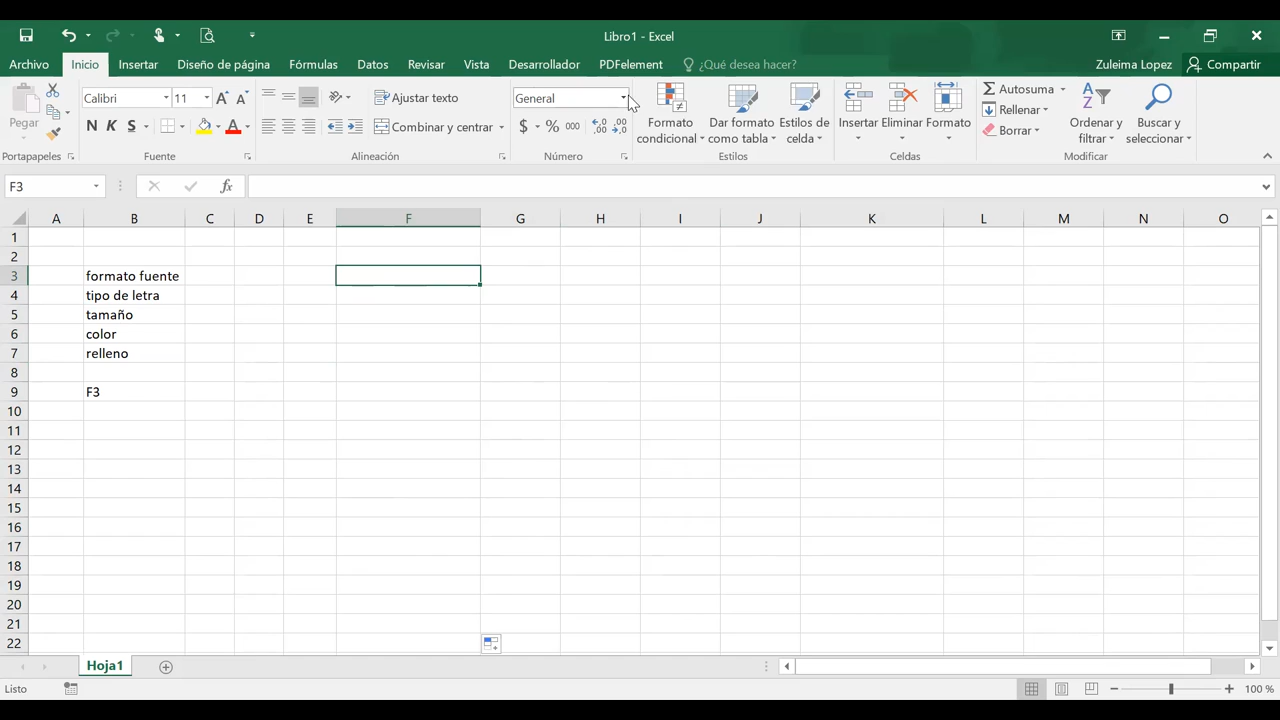 Libro1 - Excel
Archivo Inicio Insertar Diseño de página Fórmulas Datos Revisar Vista Desarrollador PDFelement ¿Qué desea hacer? Zuleima Lopez Compartir
Pegar
Calibri 11
N K S
Ajustar texto
Combinar y centrar
General
$ % 000
Formato condicional
Dar formato como tabla
Estilos de celda
Insertar Eliminar Formato
Autosuma
Rellenar
Borrar
Ordenar y filtrar
Buscar y seleccionar
Portapapeles Fuente Alineación Número Estilos Celdas Modificar
F3 fx
A B C D E F G H I J K L M N O
1
2
3 formato fuente
4 tipo de letra
5 tamaño
6 color
7 relleno
8
9 F3
10
11
12
13
14
15
16
17
18
19
20
21
22
Hoja1
Listo 100 %